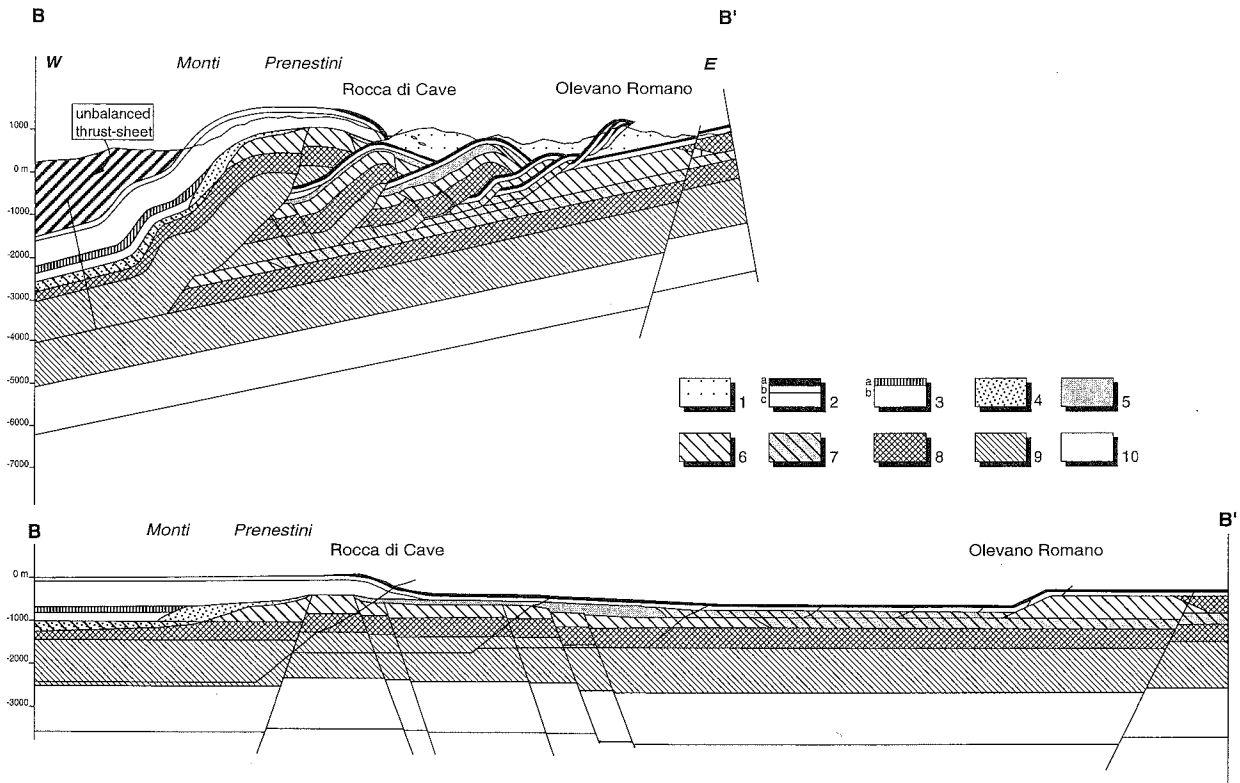 B B'
W Monti Prenestini E
Rocca di Cave Olevano Romano
unbalanced
thrust-sheet
1000
0 m
-1000
-2000
-3000
-4000
-5000
-6000
-7000
a
b
c
a
b
1 2 3 4 5
6 7 8 9 10
B B'
Monti Prenestini
Rocca di Cave Olevano Romano
0 m
-1000
-2000
-3000